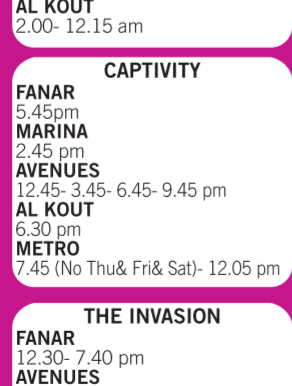 AL KOUT
2.00- 12.15 am
CAPTIVITY
FANAR
5.45pm
MARINA
2.45 pm
AVENUES
12.45- 3.45- 6.45- 9.45 pm
AL KOUT
6.30 pm
METRO
7.45 (No Thu& Fri& Sat)- 12.05 pm
THE INVASION
FANAR
12.30- 7.40 pm
AVENUES